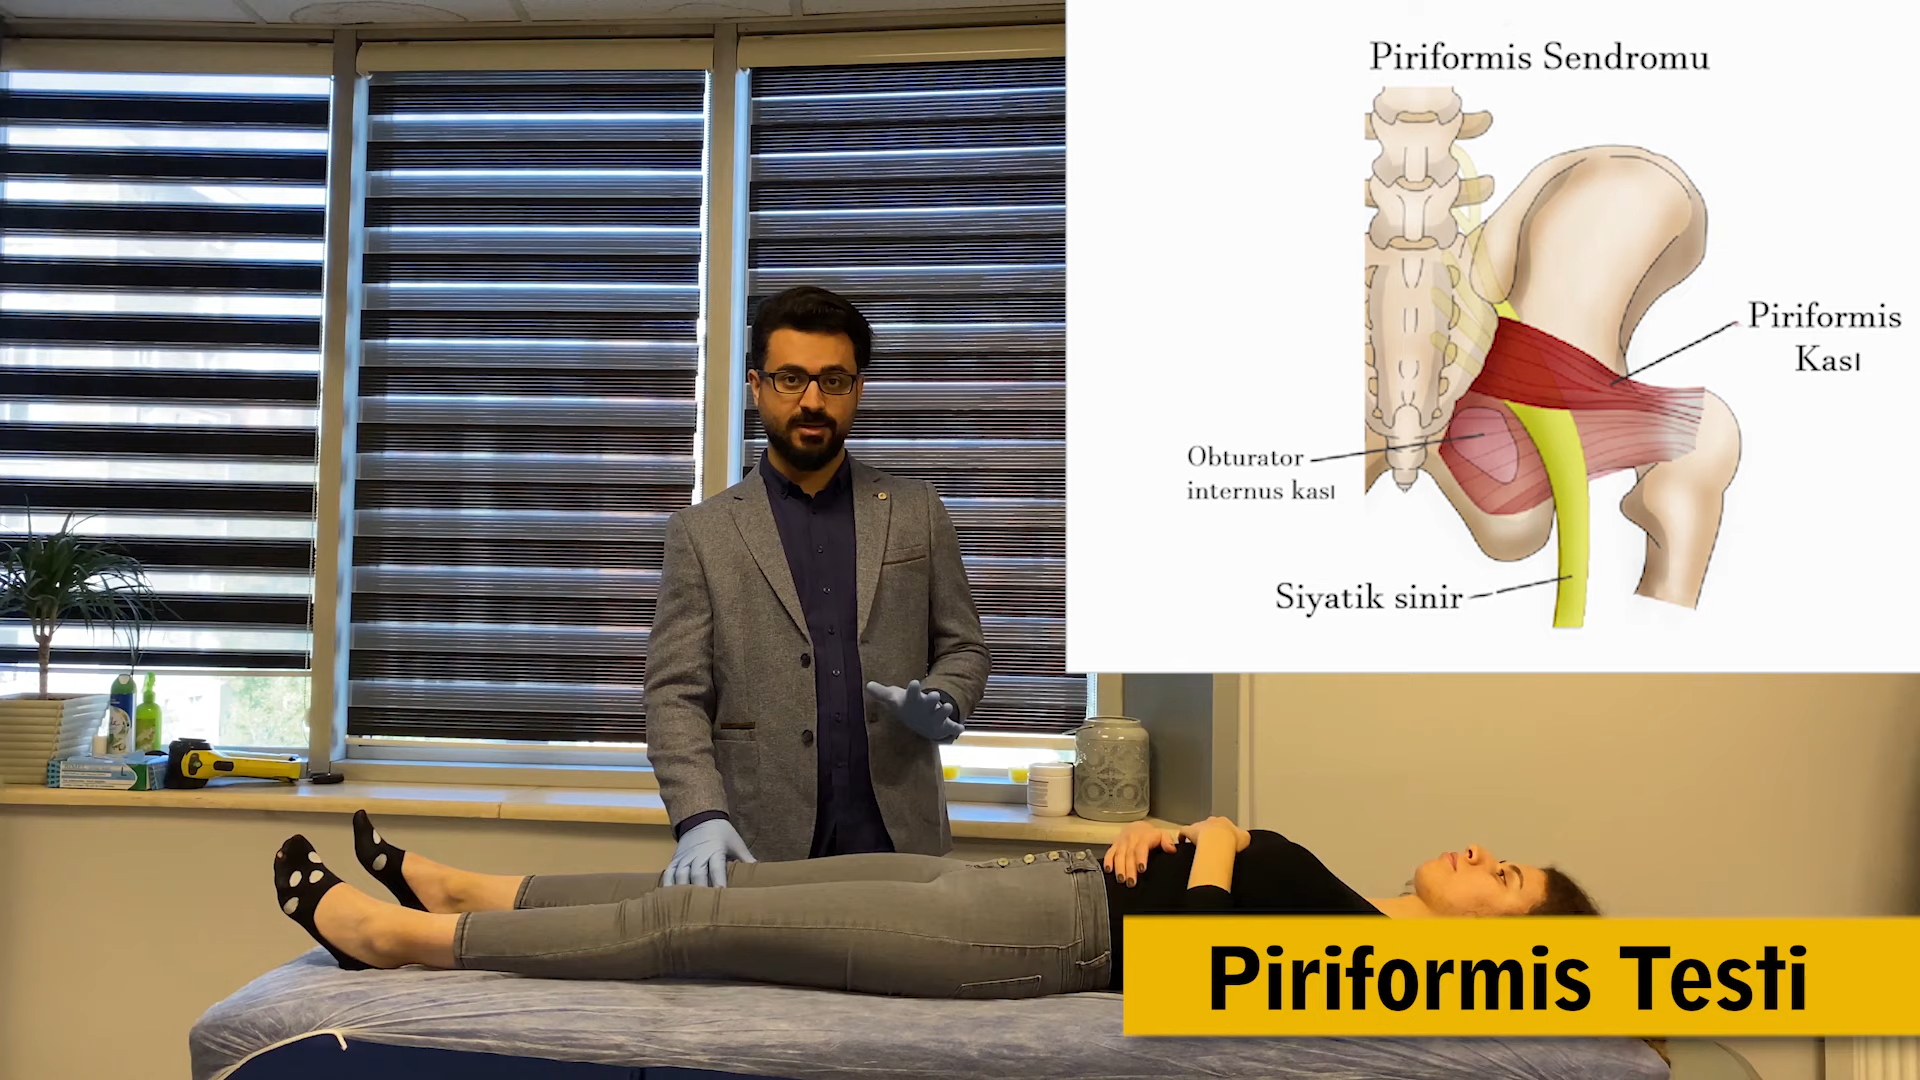 Piriformis Sendromu
Piriformis
Kası
Obturator
internus kası
Siyatik sinir
Piriformis Testi